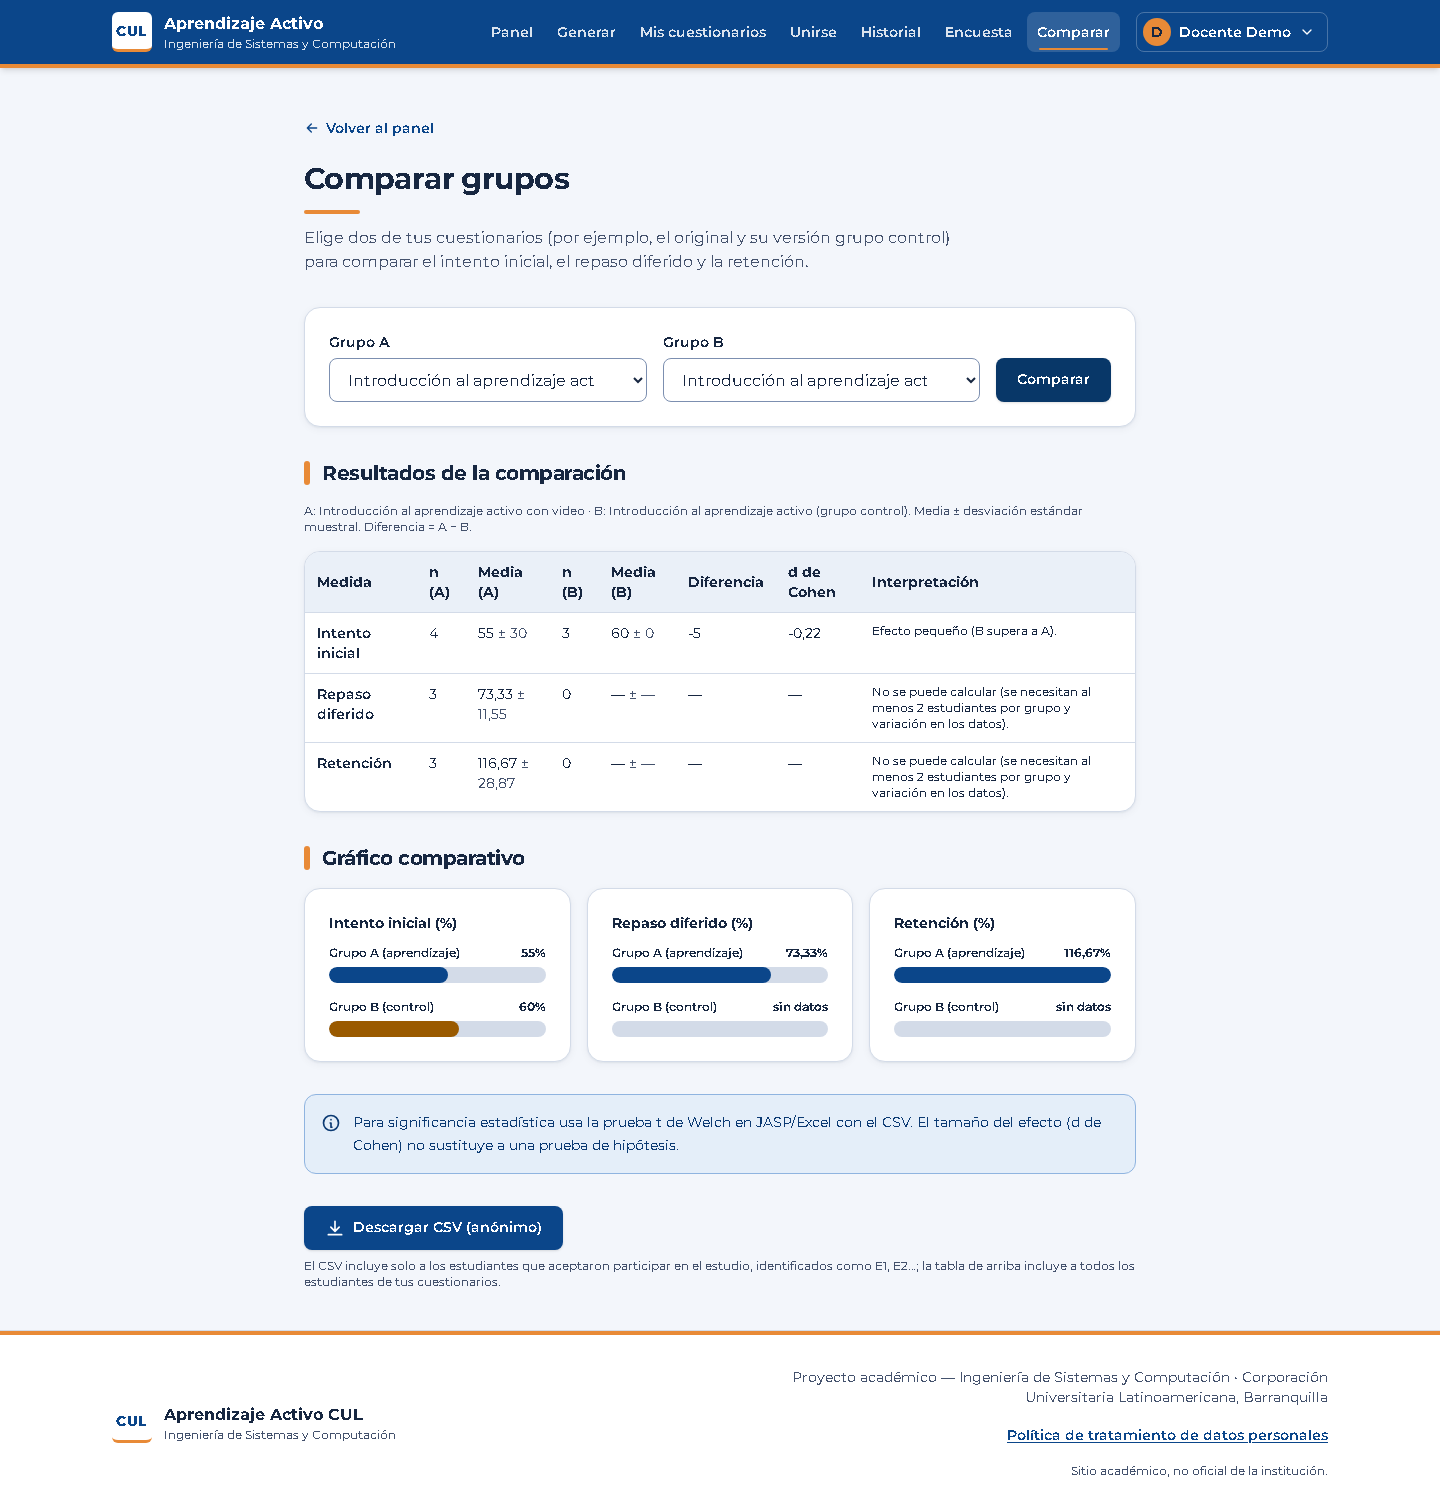 CUL
Aprendizaje Activo
Ingeniería de Sistemas y Computación
Panel
Generar
Mis cuestionarios
Unirse
Historial
Encuesta
Comparar
D
Docente Demo
← Volver al panel
Comparar grupos
Elige dos de tus cuestionarios (por ejemplo, el original y su versión grupo control)
para comparar el intento inicial, el repaso diferido y la retención.
Grupo A
Introducción al aprendizaje act
Grupo B
Introducción al aprendizaje act
Comparar
Resultados de la comparación
A: Introducción al aprendizaje activo con video · B: Introducción al aprendizaje activo (grupo control). Media ± desviación estándar
muestral. Diferencia = A − B.
Medida
n (A)
Media (A)
n (B)
Media (B)
Diferencia
d de Cohen
Interpretación
Intento inicial
4
55 ± 30
3
60 ± 0
-5
-0,22
Efecto pequeño (B supera a A).
Repaso diferido
3
73,33 ± 11,55
0
— ± —
—
—
No se puede calcular (se necesitan al
menos 2 estudiantes por grupo y
variación en los datos).
Retención
3
116,67 ± 28,87
0
— ± —
—
—
No se puede calcular (se necesitan al
menos 2 estudiantes por grupo y
variación en los datos).
Gráfico comparativo
Intento inicial (%)
Grupo A (aprendizaje) 55%
Grupo B (control) 60%
Repaso diferido (%)
Grupo A (aprendizaje) 73,33%
Grupo B (control) sin datos
Retención (%)
Grupo A (aprendizaje) 116,67%
Grupo B (control) sin datos
Para significancia estadística usa la prueba t de Welch en JASP/Excel con el CSV. El tamaño del efecto (d de
Cohen) no sustituye a una prueba de hipótesis.
Descargar CSV (anónimo)
El CSV incluye solo a los estudiantes que aceptaron participar en el estudio, identificados como E1, E2…; la tabla de arriba incluye a todos los
estudiantes de tus cuestionarios.
CUL
Aprendizaje Activo CUL
Ingeniería de Sistemas y Computación
Proyecto académico — Ingeniería de Sistemas y Computación · Corporación
Universitaria Latinoamericana, Barranquilla
Política de tratamiento de datos personales
Sitio académico, no oficial de la institución.